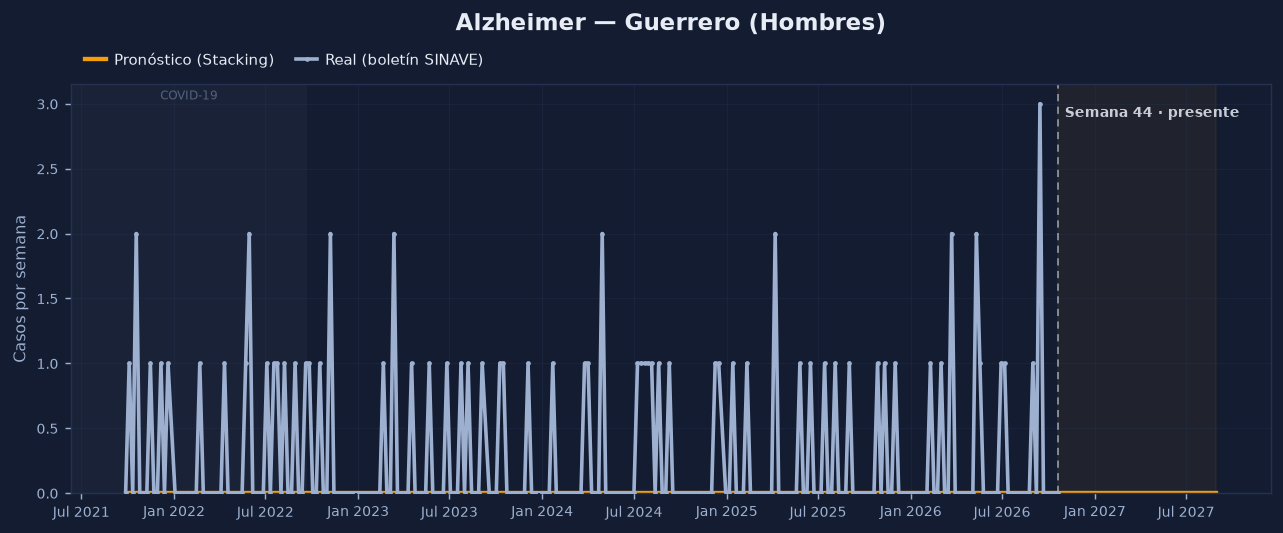 Alzheimer — Guerrero (Hombres)
Pronóstico (Stacking)
Real (boletín SINAVE)
COVID-19
Semana 44 · presente
Casos por semana
3.0
2.5
2.0
1.5
1.0
0.5
0.0
Jul 2021
Jan 2022
Jul 2022
Jan 2023
Jul 2023
Jan 2024
Jul 2024
Jan 2025
Jul 2025
Jan 2026
Jul 2026
Jan 2027
Jul 2027